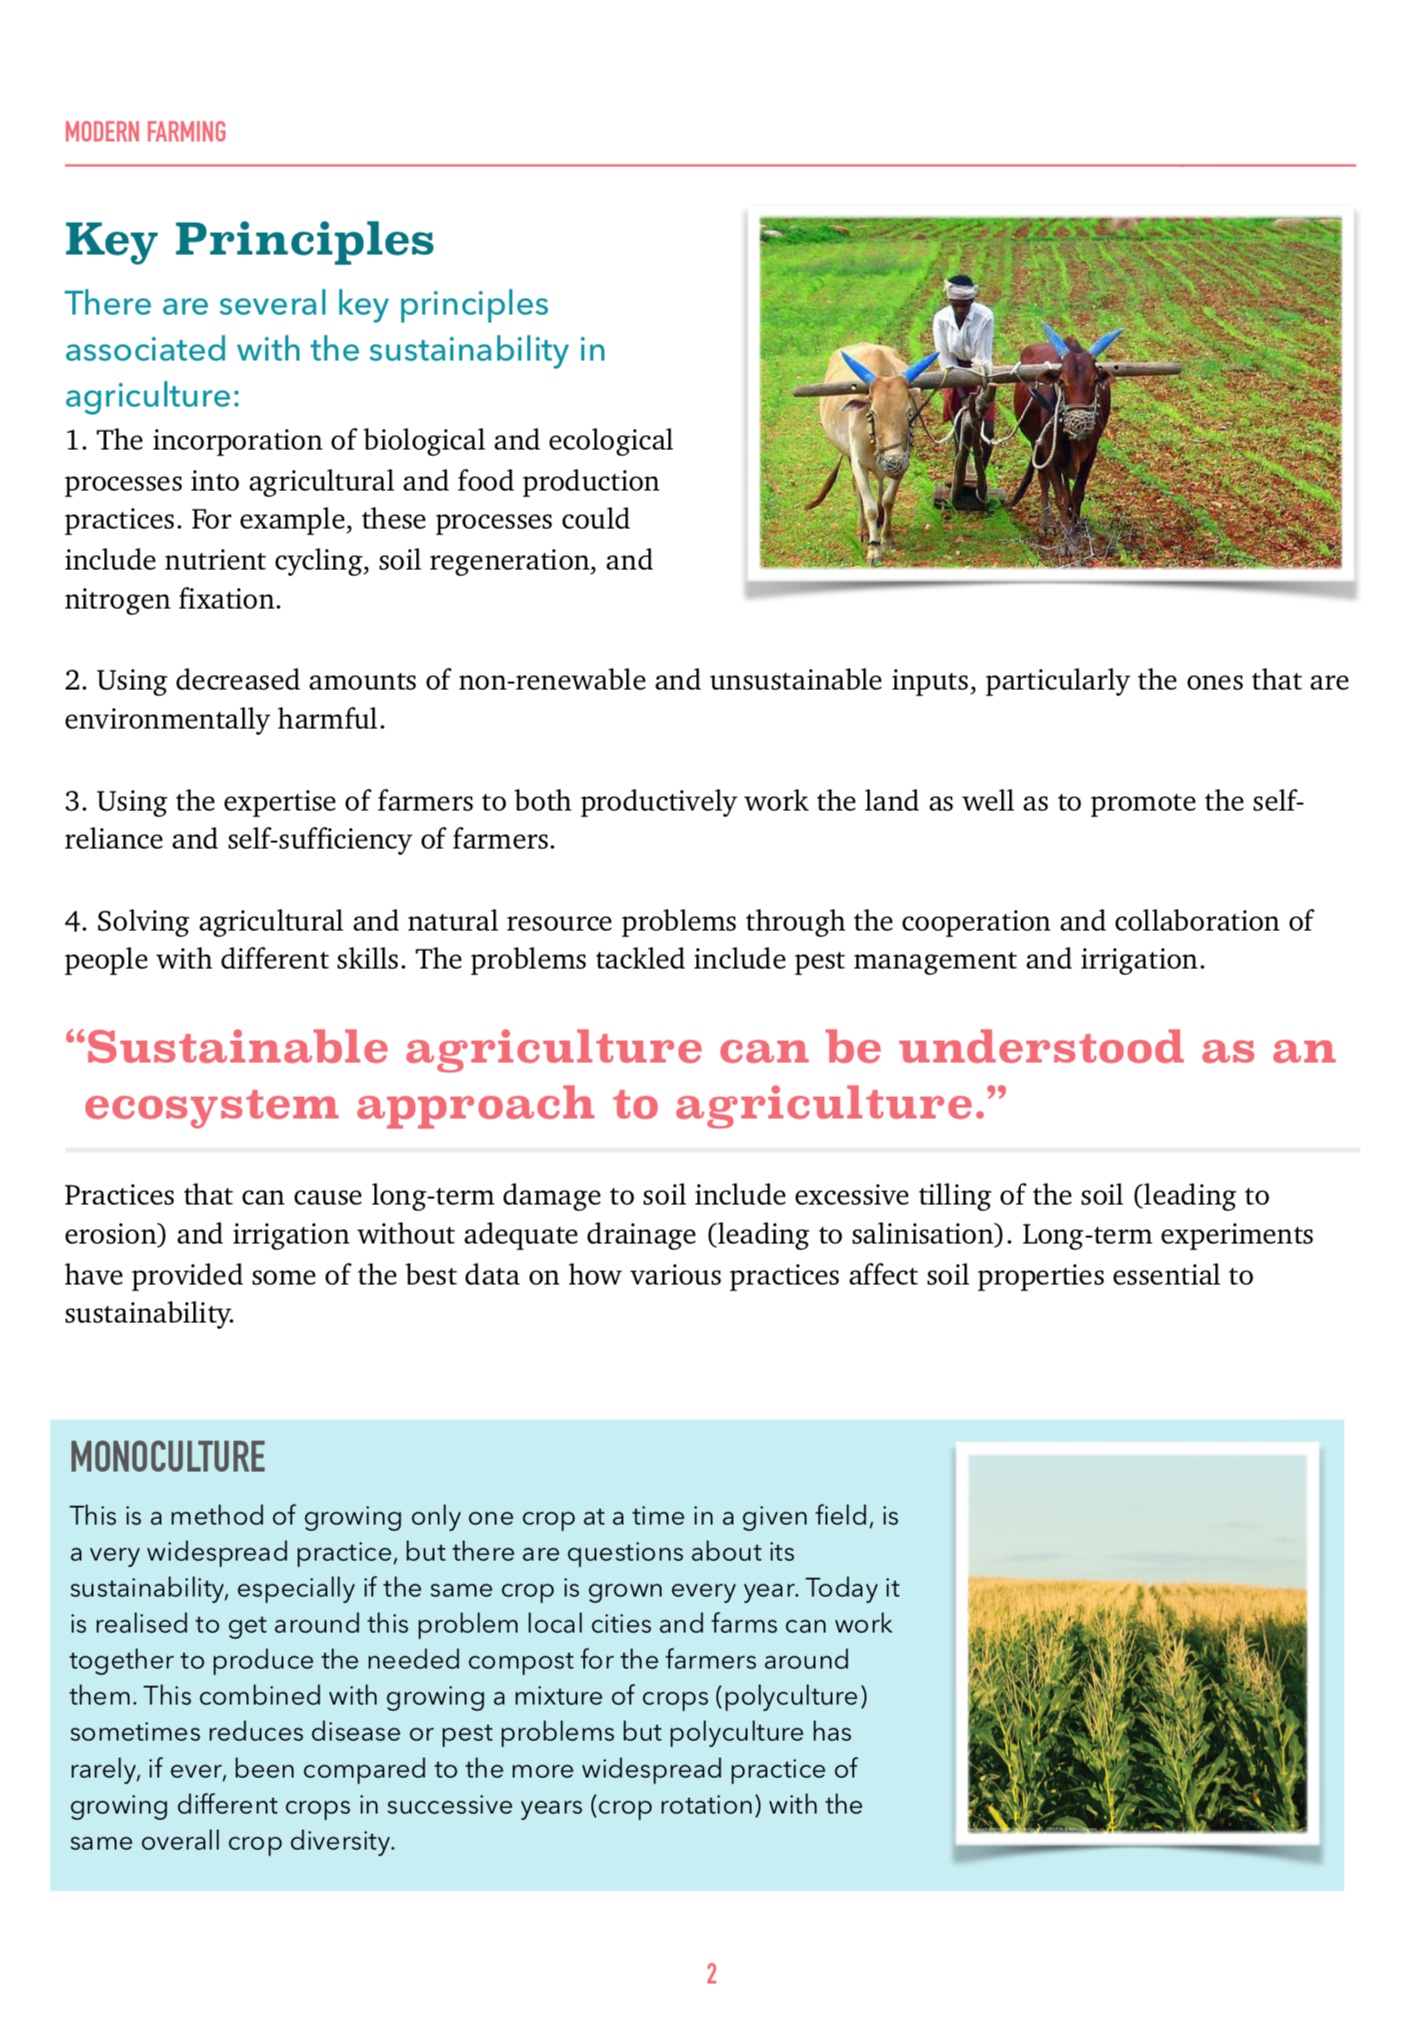 MODERN FARMING
Key Principles
There are several key principles
associated with the sustainability in
agriculture:
1. The incorporation of biological and ecological
processes into agricultural and food production
practices. For example, these processes could
include nutrient cycling, soil regeneration, and
nitrogen fixation.
2. Using decreased amounts of non-renewable and unsustainable inputs, particularly the ones that are
environmentally harmful.
3. Using the expertise of farmers to both productively work the land as well as to promote the self-
reliance and self-sufficiency of farmers.
4. Solving agricultural and natural resource problems through the cooperation and collaboration of
people with different skills. The problems tackled include pest management and irrigation.
“Sustainable agriculture can be understood as an
ecosystem approach to agriculture.”
Practices that can cause long-term damage to soil include excessive tilling of the soil (leading to
erosion) and irrigation without adequate drainage (leading to salinisation). Long-term experiments
have provided some of the best data on how various practices affect soil properties essential to
sustainability.
MONOCULTURE
This is a method of growing only one crop at a time in a given field, is
a very widespread practice, but there are questions about its
sustainability, especially if the same crop is grown every year. Today it
is realised to get around this problem local cities and farms can work
together to produce the needed compost for the farmers around
them. This combined with growing a mixture of crops (polyculture)
sometimes reduces disease or pest problems but polyculture has
rarely, if ever, been compared to the more widespread practice of
growing different crops in successive years (crop rotation) with the
same overall crop diversity.
2